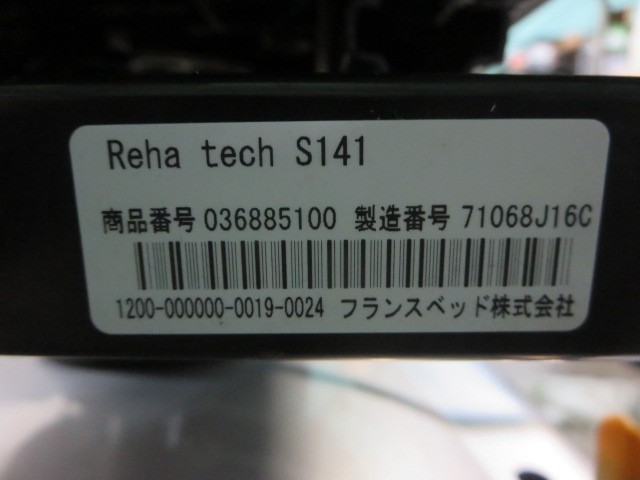 Reha tech S141
商品番号 036885100 製造番号 71068J16C
1200-000000-0019-0024 フランスベッド株式会社